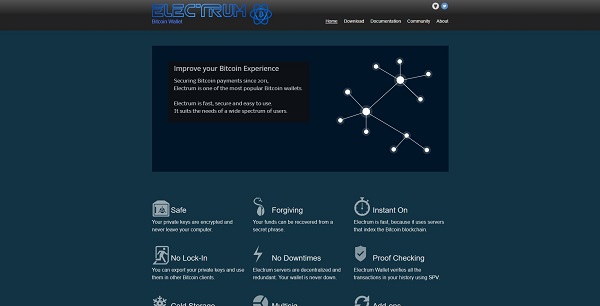 ELECTRUM
Bitcoin Wallet
Home Download Documentation Community About
Improve your Bitcoin Experience
Securing Bitcoin payments since 2011,
Electrum is one of the most popular Bitcoin wallets.
Electrum is fast, secure and easy to use.
It suits the needs of a wide spectrum of users.
Safe
Your private keys are encrypted and
never leave your computer.
Forgiving
Your funds can be recovered from a
secret phrase.
Instant On
Electrum is fast, because it uses servers
that index the Bitcoin blockchain.
No Lock-In
You can export your private keys and use
them in other Bitcoin clients.
No Downtimes
Electrum servers are decentralized and
redundant. Your wallet is never down.
Proof Checking
Electrum Wallet verifies all the
transactions in your history using SPV.
Cold Storage
Multisig
Add-ons